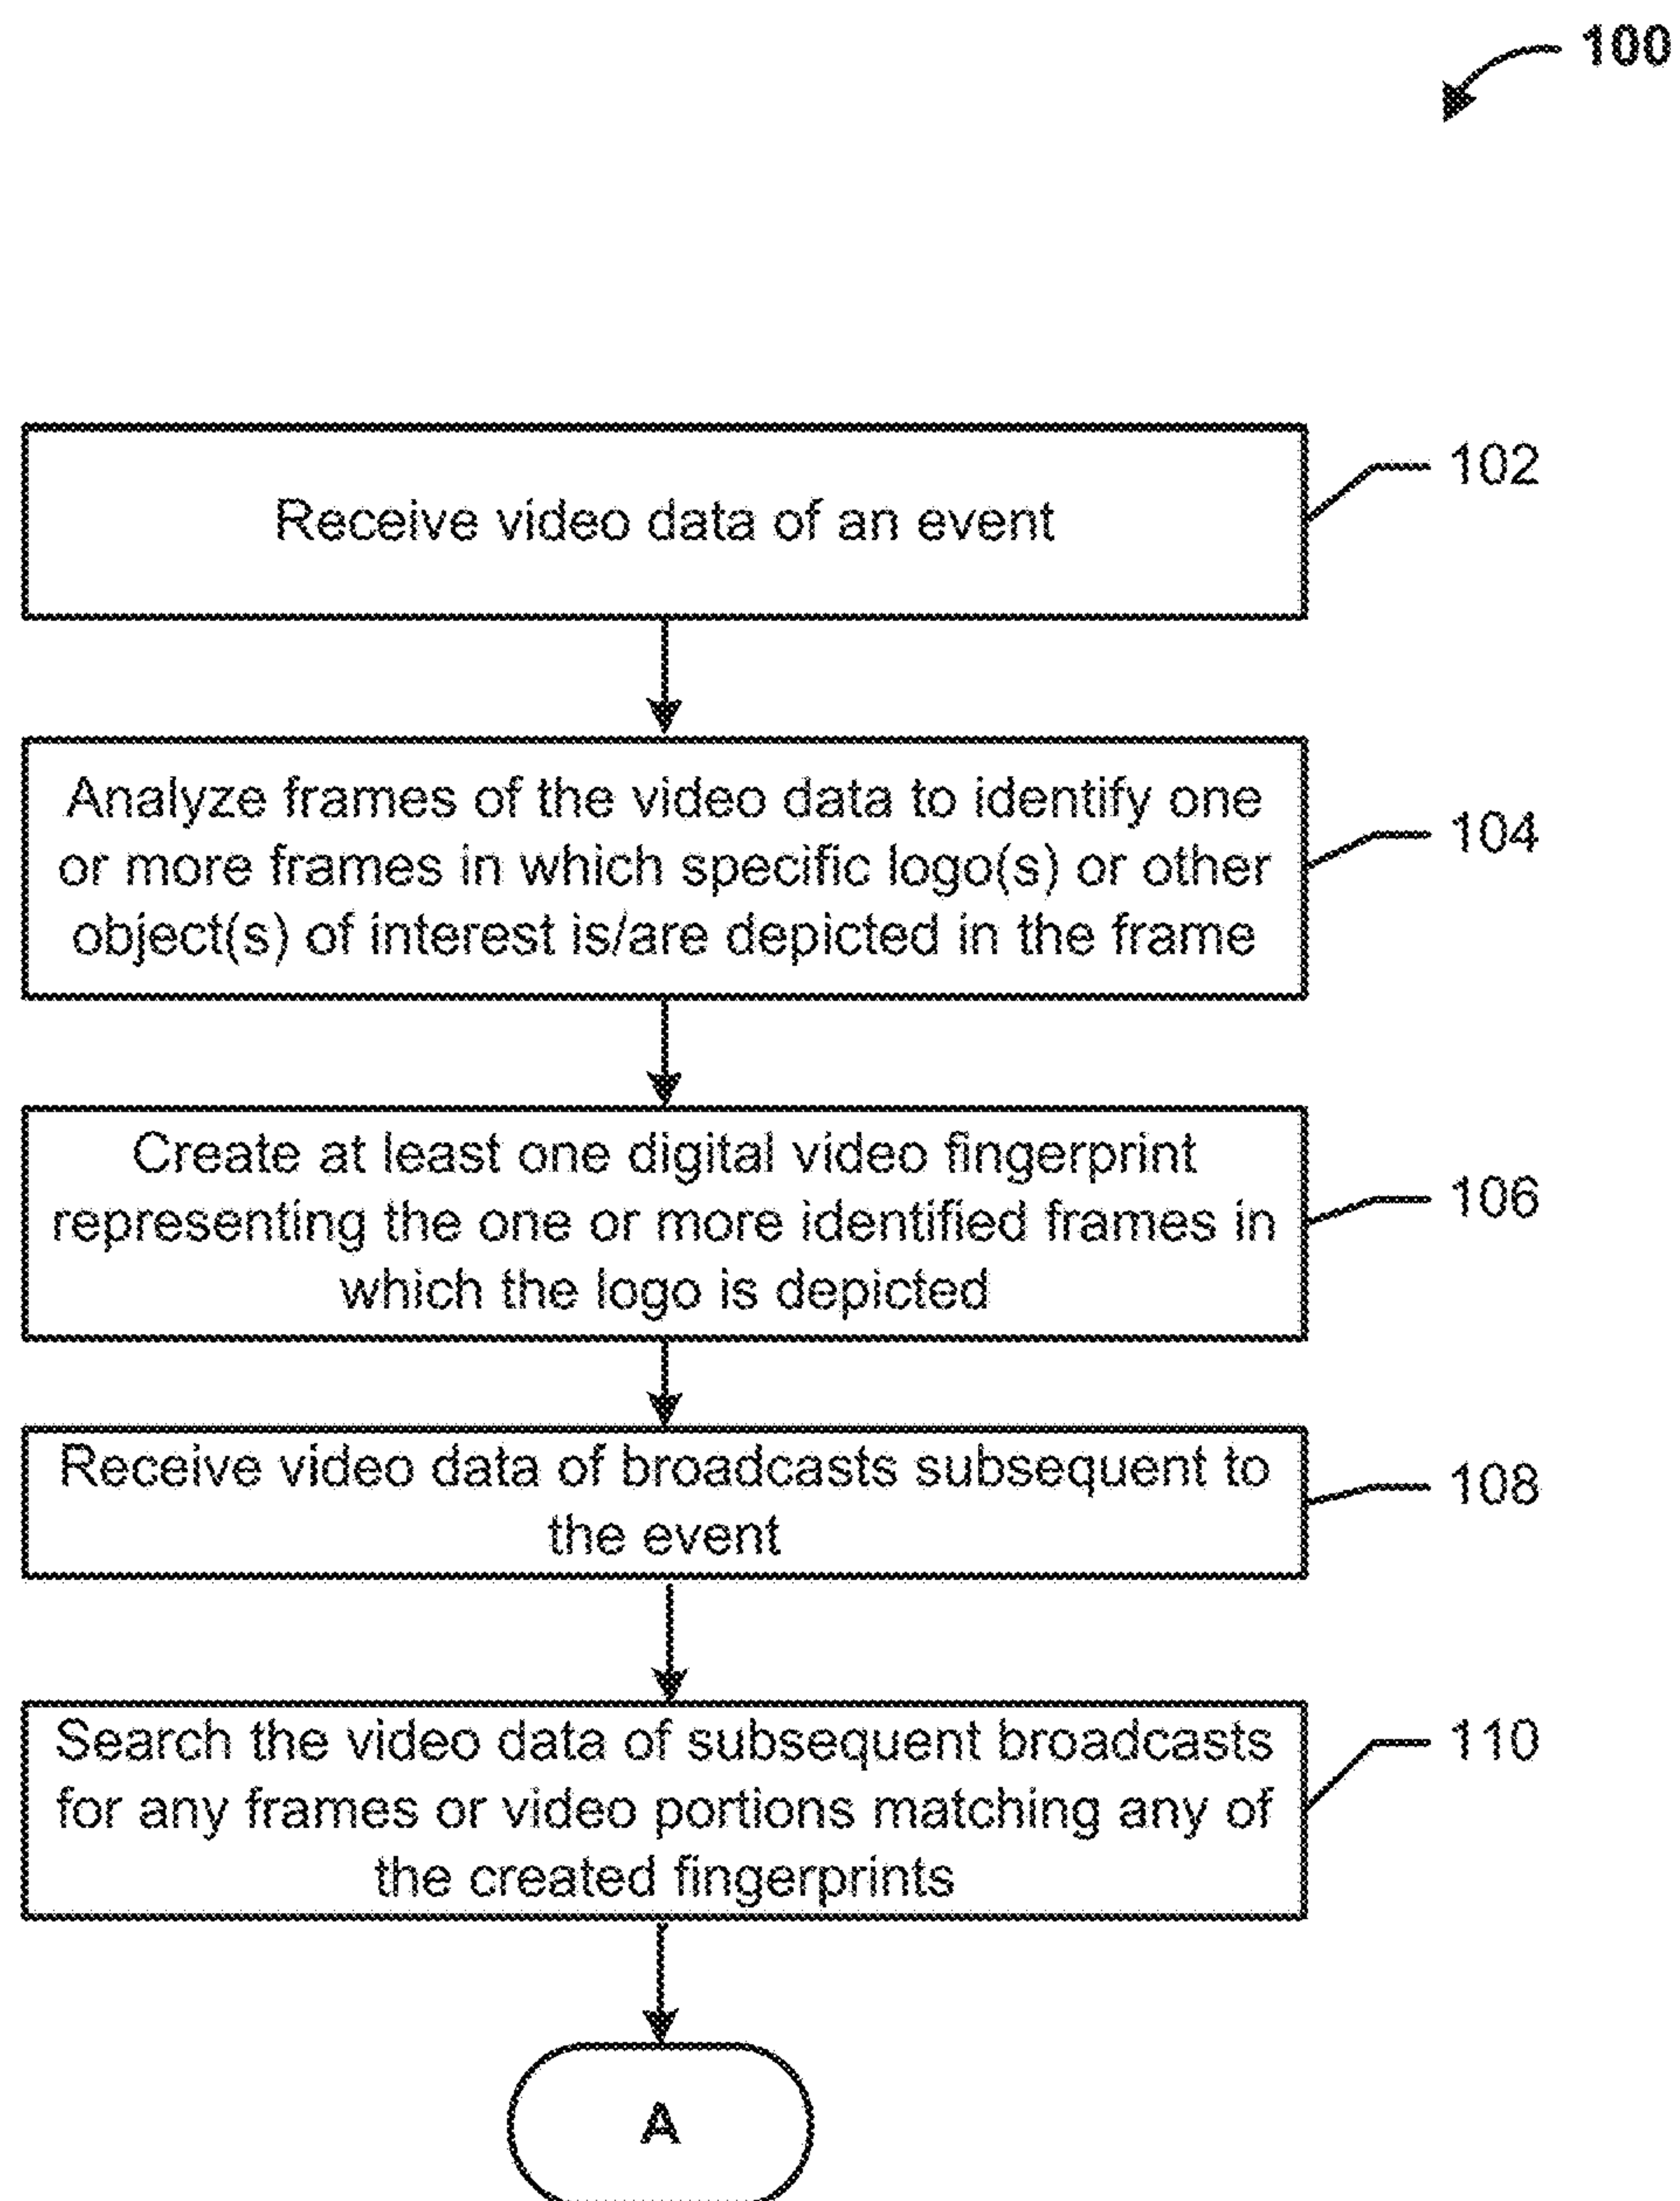 100
Receive video data of an event
102
Analyze frames of the video data to identify one
or more frames in which specific logo(s) or other
object(s) of interest is/are depicted in the frame
104
Create at least one digital video fingerprint
representing the one or more identified frames in
which the logo is depicted
106
Receive video data of broadcasts subsequent to
the event
108
Search the video data of subsequent broadcasts
for any frames or video portions matching any of
the created fingerprints
110
A